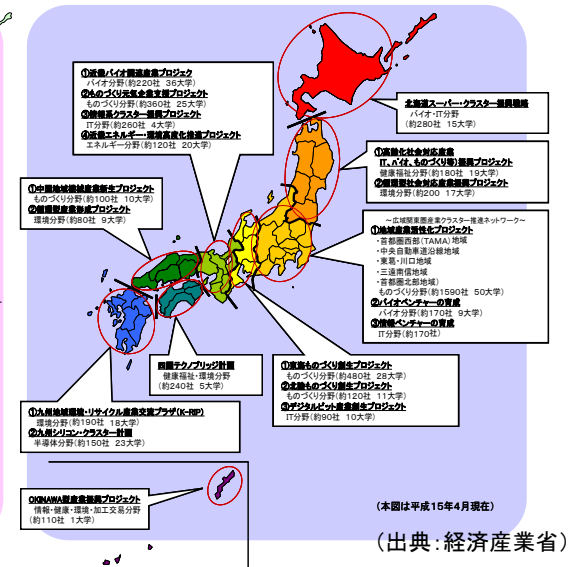 ①近畿バイオ関連産業プロジェク
バイオ分野(約220社 36大学)
②ものづくり元気企業支援プロジェクト
ものづくり分野(約360社 25大学)
③情報系クラスター振興プロジェクト
IT分野(約260社 4大学)
④近畿エネルギー・環境高度化推進プロジェクト
エネルギー分野(約120社 20大学)
北海道スーパー・クラスター振興戦略
バイオ・IT分野
(約280社 15大学)
①高齢化社会対応産業
IT、バイオ、ものづくり等)振興プロジェクト
健康福祉分野(約180社 19大学)
②循環型社会対応産業振興プロジェクト
環境分野(約200 17大学)
①中国地域機械産業新生プロジェクト
ものづくり分野(約100社 10大学)
②循環型産業形成プロジェクト
環境分野(約80社 9大学)
～広域関東圏産業クラスター推進ネットワーク～
①地域産業活性化プロジェクト
・首都圏西部(TAMA)地域
・中央自動車道沿線地域
・東葛・川口地域
・三遠南信地域
・首都圏北部地域)
ものづくり分野(約1590社 50大学)
②バイオベンチャーの育成
バイオ分野(約170社 9大学)
③情報ベンチャーの育成
IT分野(約170社)
四国テクノブリッジ計画
健康福祉・環境分野
(約240社 5大学)
①東海ものづくり創生プロジェクト
ものづくり分野(約480社 28大学)
②北陸ものづくり創生プロジェクト
ものづくり分野(約120社 11大学)
③デジタルビット産業創生プロジェクト
IT分野(約90社 10大学)
①九州地域環境・リサイクル産業交流プラザ(K-RIP)
環境分野(約190社 18大学)
②九州シリコン・クラスター計画
半導体分野(約150社 23大学)
OKINAWA型産業振興プロジェクト
情報・健康・環境・加工交易分野
(約110社 1大学)
(本図は平成15年4月現在)
(出典:経済産業省)